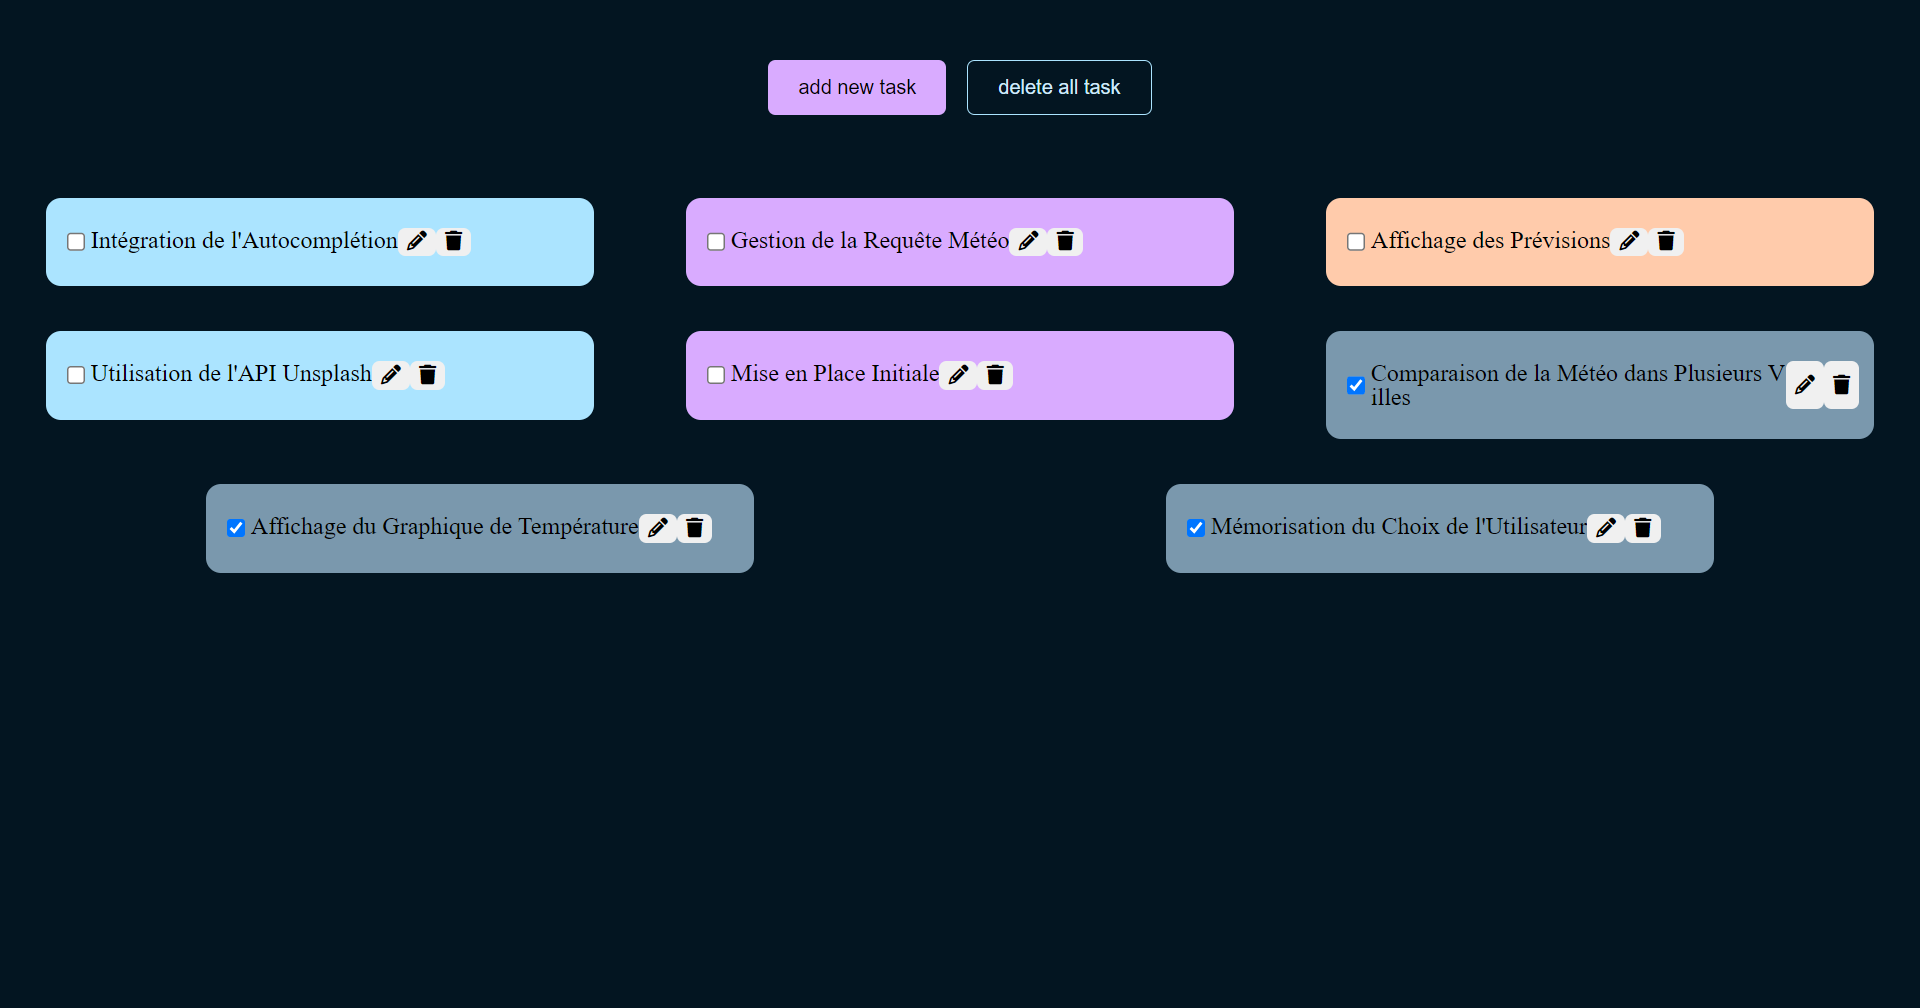 add new task
delete all task
Intégration de l'Autocomplétion
Gestion de la Requête Météo
Affichage des Prévisions
Utilisation de l'API Unsplash
Mise en Place Initiale
Comparaison de la Météo dans Plusieurs V
illes
Affichage du Graphique de Température
Mémorisation du Choix de l'Utilisateur